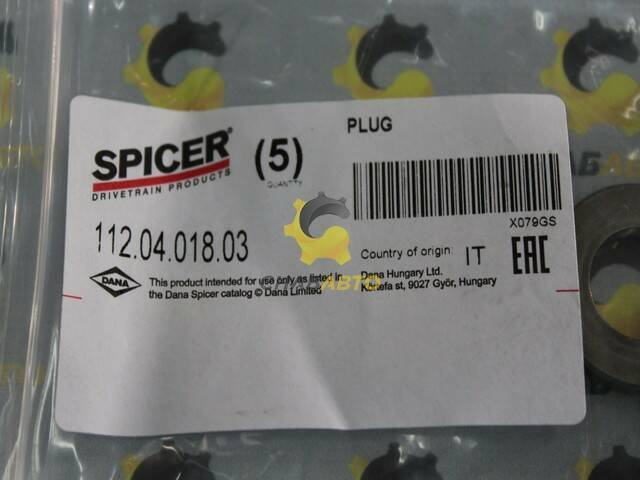 SPICER®
DRIVETRAIN PRODUCTS
(5)
QUANTITY
PLUG
X079GS
112.04.018.03
Country of origin: IT
EAC
DANA
This product intended for use only as listed in
the Dana Spicer catalog © Dana Limited
Dana Hungary Ltd.
Kőrtefa st, 9027 Győr, Hungary
СПАВАВТО